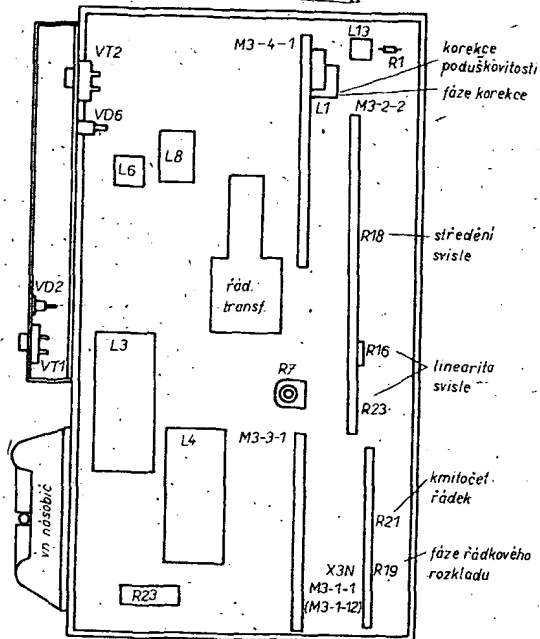 L13
VT2
M3-4-1
R1
korekce
poduškovitosti
fáze korekce
L1
M3-2-2
VD6
L6
L8
R18
středění
svisle
řád.
transf.
VD2
VT1
L3
R16
linearita
svisle
R7
R23
L4
M3-3-1
kmitočet
řádek
R21
vn násobič
X3N
M3-1-1
(M3-1-12)
R19
fáze řádkového
rozkladu
R23